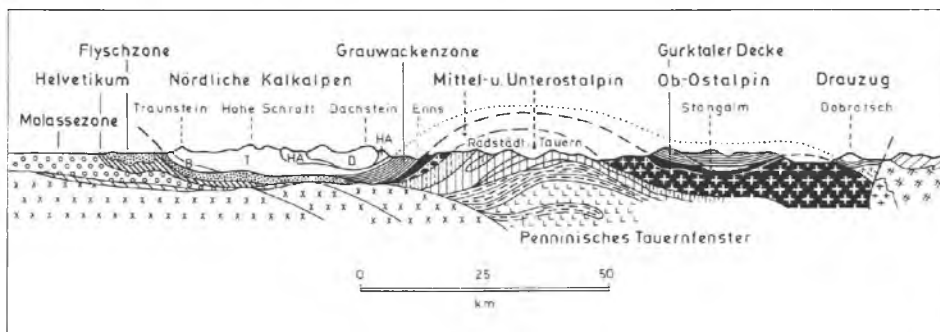 Flyschzone
Grauwackenzone
Gurktaler Decke
Helvetikum
Nördliche Kalkalpen
Mittel-u. Unterostalpin
Ob-Ostalpin
Drauzug
Traunstein
Hohe Schrott
Dachstein
Enns
Stangalm
Dobratsch
Molassezone
HA
Radstädt. Tauern
B
T
HA
D
Penninisches Tauernfenster
0 25 50
km